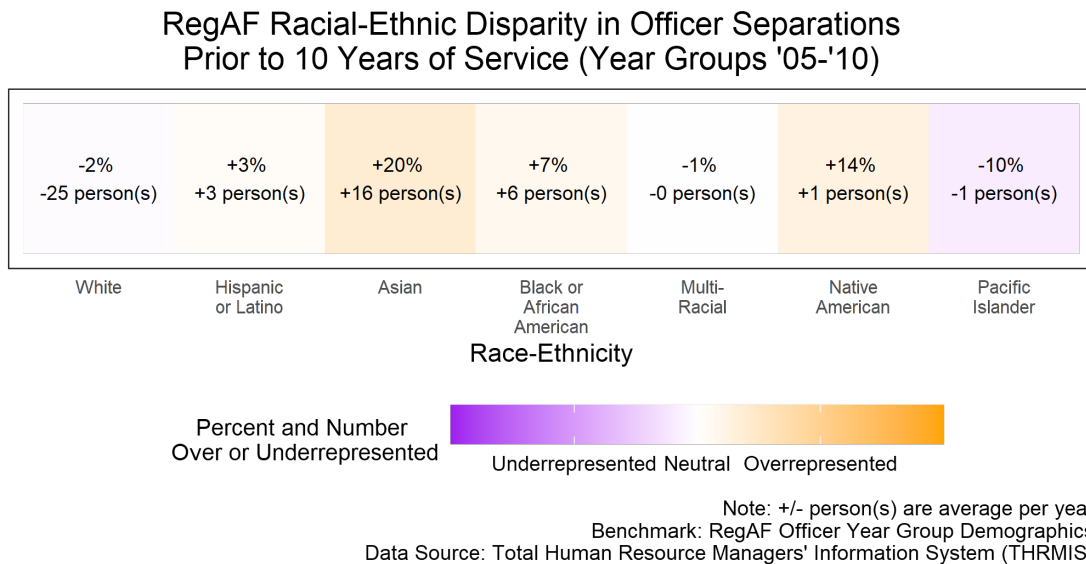 RegAF Racial-Ethnic Disparity in Officer Separations
Prior to 10 Years of Service (Year Groups '05-'10)
-2% +3% +20% +7% -1% +14% -10%
-25 person(s) +3 person(s) +16 person(s) +6 person(s) -0 person(s) +1 person(s) -1 person(s)
White Hispanic Asian Black or Multi- Native Pacific
or Latino African Racial American Islander
American
Race-Ethnicity
Percent and Number
Over or Underrepresented
Underrepresented Neutral Overrepresented
Note: +/- person(s) are average per yea
Benchmark: RegAF Officer Year Group Demographics
Data Source: Total Human Resource Managers' Information System (THRMIS